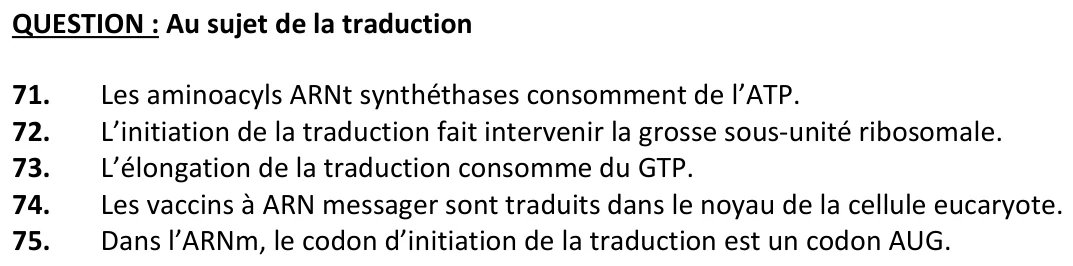 QUESTION : Au sujet de la traduction
71. Les aminoacyls ARNt synthéthases consomment de l’ATP.
72. L’initiation de la traduction fait intervenir la grosse sous-unité ribosomale.
73. L’élongation de la traduction consomme du GTP.
74. Les vaccins à ARN messager sont traduits dans le noyau de la cellule eucaryote.
75. Dans l’ARNm, le codon d’initiation de la traduction est un codon AUG.